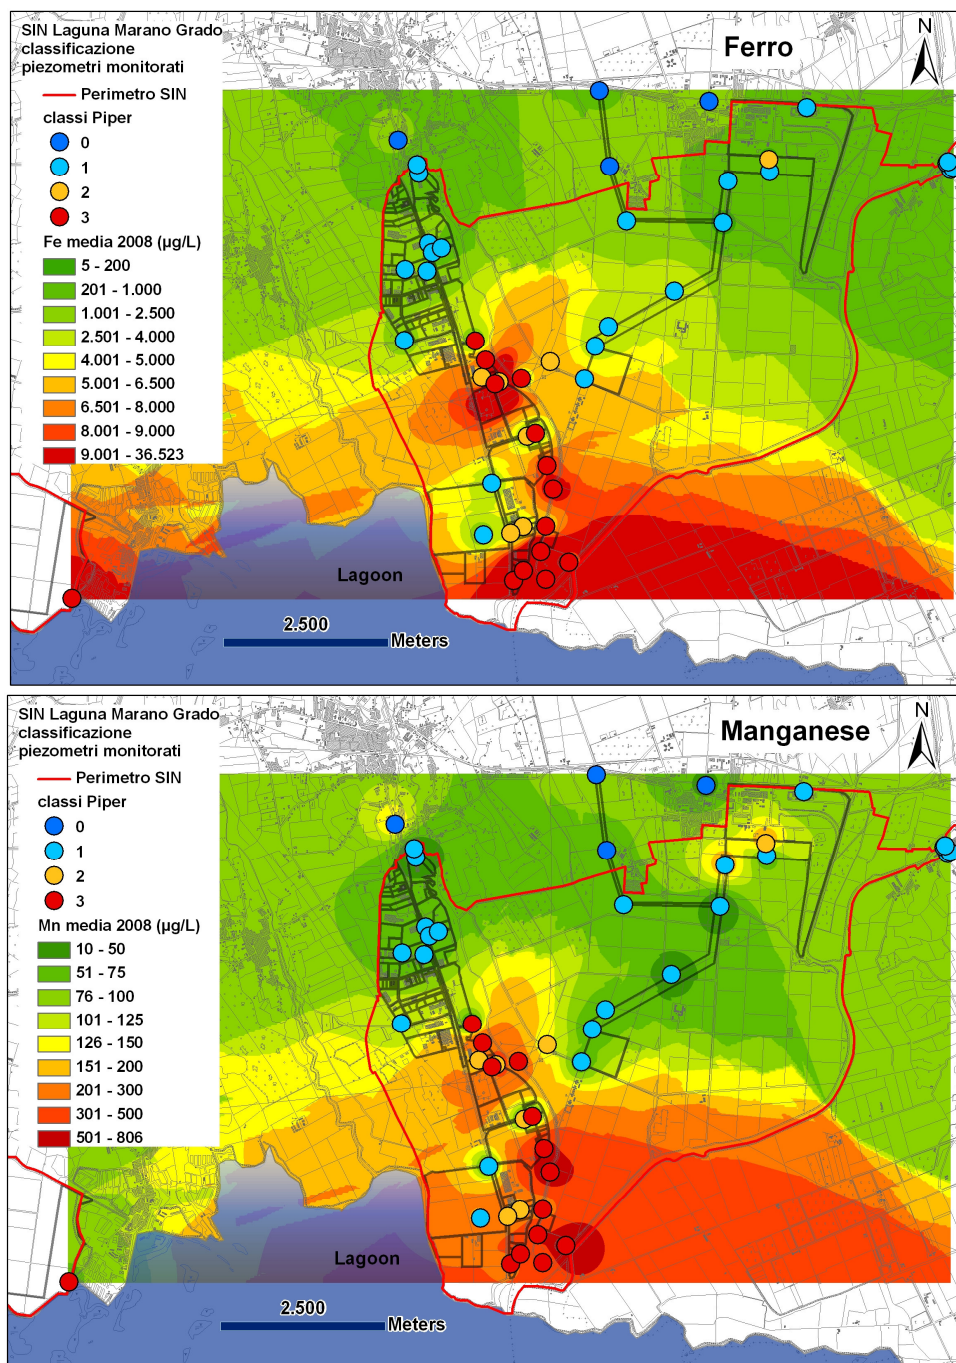 SIN Laguna Marano Grado
classificazione
piezometri monitorati
Perimetro SIN
classi Piper
0
1
2
3
Fe media 2008 (µg/L)
5 - 200
201 - 1.000
1.001 - 2.500
2.501 - 4.000
4.001 - 5.000
5.001 - 6.500
6.501 - 8.000
8.001 - 9.000
9.001 - 36.523
Ferro
N
Lagoon
2.500
Meters
SIN Laguna Marano Grado
classificazione
piezometri monitorati
Perimetro SIN
classi Piper
0
1
2
3
Mn media 2008 (µg/L)
10 - 50
51 - 75
76 - 100
101 - 125
126 - 150
151 - 200
201 - 300
301 - 500
501 - 806
Manganese
N
Lagoon
2.500
Meters